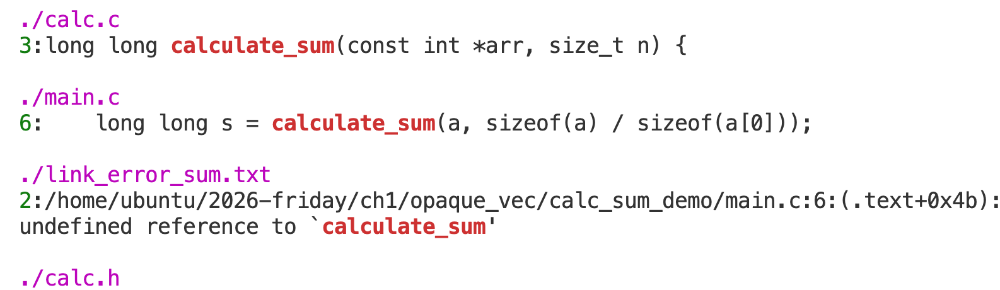 ./calc.c
3:long long calculate_sum(const int *arr, size_t n) {
./main.c
6:    long long s = calculate_sum(a, sizeof(a) / sizeof(a[0]));
./link_error_sum.txt
2:/home/ubuntu/2026-friday/ch1/opaque_vec/calc_sum_demo/main.c:6:(.text+0x4b):
undefined reference to `calculate_sum'
./calc.h